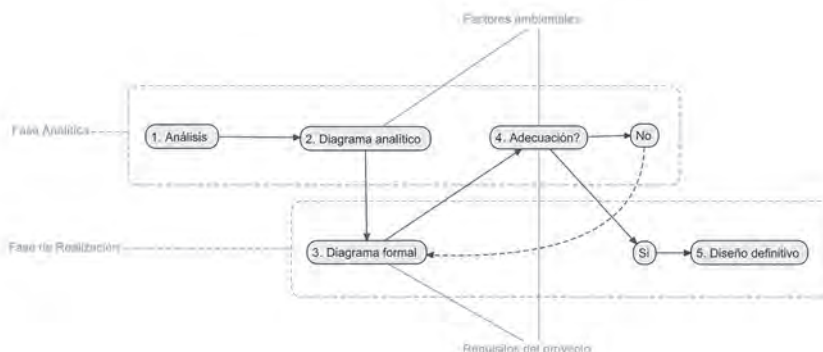 Factores ambientales
Fase Analítica
1. Análisis
2. Diagrama analítico
4. Adecuación?
No
Fase de Realización
3. Diagrama formal
Sí
5. Diseño definitivo
Requisitos del proyecto